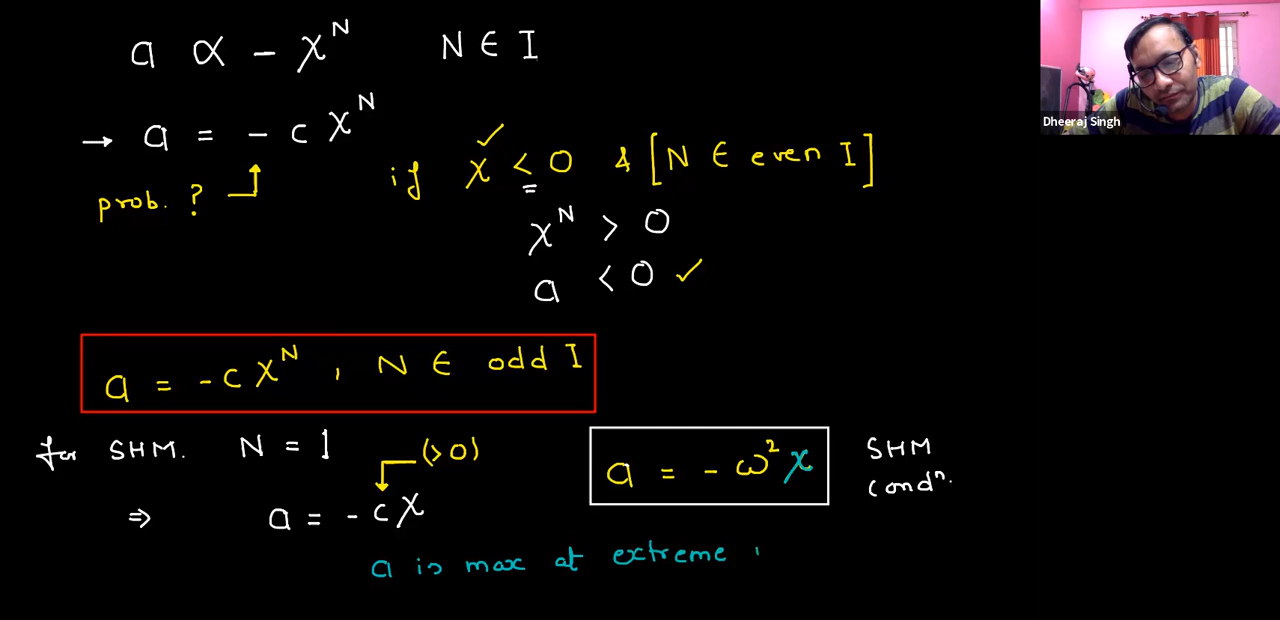 a α - x^N    N ∈ I
Dheeraj Singh
→ a = - c x^N
prob. ?
if x < 0 & [N ∈ even I]
✓
x^N > 0
a < 0 ✓
a = -c x^N , N ∈ odd I
for SHM. N = 1
(> 0)
⇒ a = - c x
a = - ω² x
SHM
condⁿ.
a is max at extreme